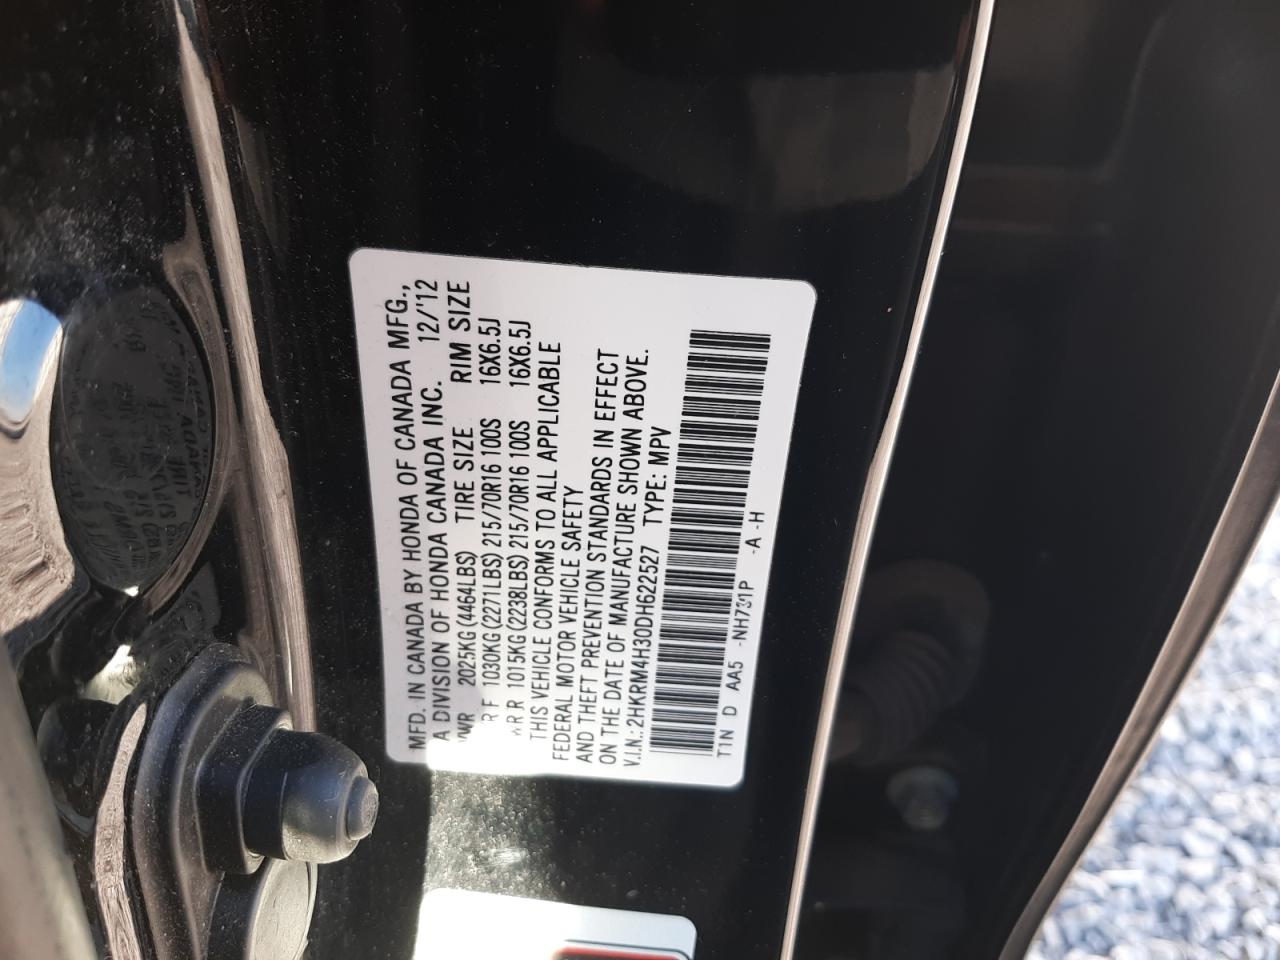 MFD. IN CANADA BY HONDA OF CANADA MFG.,
A DIVISION OF HONDA CANADA INC. 12/'12
2025KG (4464LBS) TIRE SIZE RIM SIZE
R F 1030KG (2271LBS) 215/70R16 100S 16X6.5J
R R 1015KG (2238LBS) 215/70R16 100S 16X6.5J
THIS VEHICLE CONFORMS TO ALL APPLICABLE
FEDERAL MOTOR VEHICLE SAFETY
AND THEFT PREVENTION STANDARDS IN EFFECT
ON THE DATE OF MANUFACTURE SHOWN ABOVE.
V.I.N.: 2HKRM4H30DH622527 TYPE: MPV
T1N D AA5 -NH731P -A -H